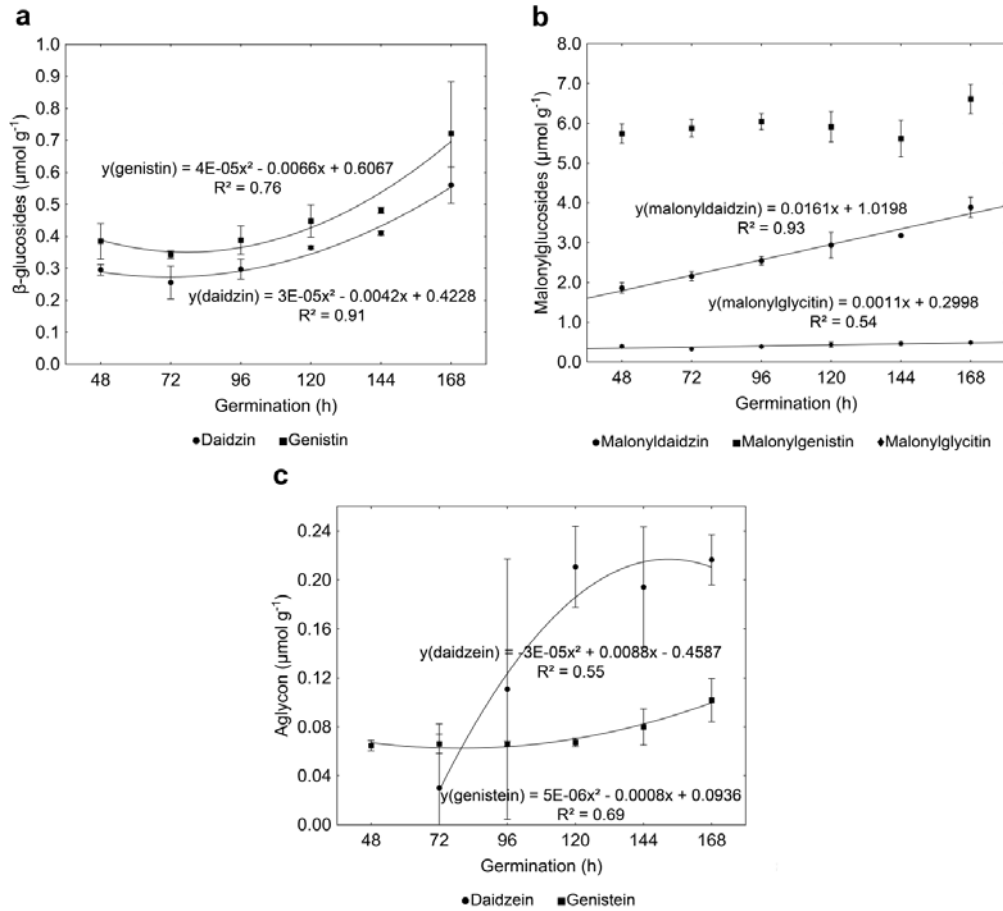 a
β-glucosides (µmol g⁻¹)
1.0
0.9
0.8
0.7
0.6
0.5
0.4
0.3
0.2
0.1
0.0
y(genistin) = 4E-05x² - 0.0066x + 0.6067
R² = 0.76
y(daidzin) = 3E-05x² - 0.0042x + 0.4228
R² = 0.91
48 72 96 120 144 168
Germination (h)
Daidzin Genistin
b
Malonylglucosides (µmol g⁻¹)
8.0
7.0
6.0
5.0
4.0
3.0
2.0
1.0
0.0
y(malonyldaidzin) = 0.0161x + 1.0198
R² = 0.93
y(malonylglycitin) = 0.0011x + 0.2998
R² = 0.54
48 72 96 120 144 168
Germination (h)
Malonyldaidzin Malonylgenistin Malonylglycitin
c
Aglycon (µmol g⁻¹)
0.24
0.20
0.16
0.12
0.08
0.04
0.00
y(daidzein) = -3E-05x² + 0.0088x - 0.4587
R² = 0.55
y(genistein) = 5E-06x² - 0.0008x + 0.0936
R² = 0.69
48 72 96 120 144 168
Germination (h)
Daidzein Genistein